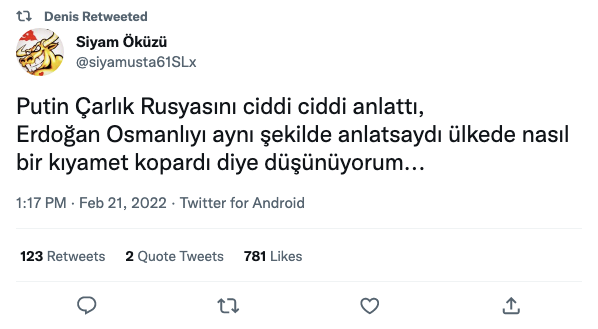 Denis Retweeted
Siyam Öküzü
@siyamusta61SLx
Putin Çarlık Rusyasını ciddi ciddi anlattı,
Erdoğan Osmanlıyı aynı şekilde anlatsaydı ülkede nasıl
bir kıyamet kopardı diye düşünüyorum...
1:17 PM · Feb 21, 2022 · Twitter for Android
123 Retweets 2 Quote Tweets 781 Likes